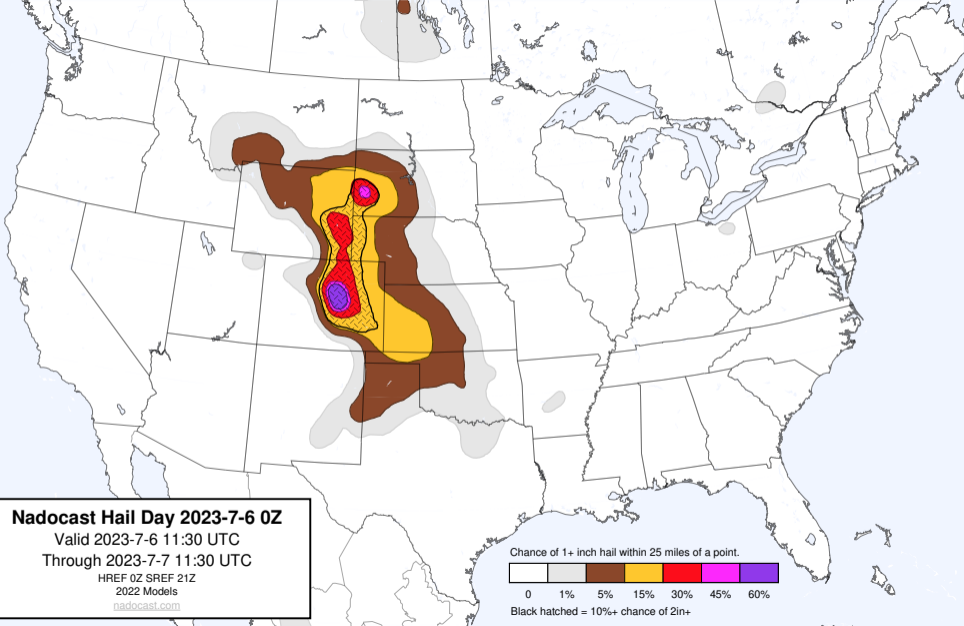 Nadocast Hail Day 2023-7-6 0Z
Valid 2023-7-6 11:30 UTC
Through 2023-7-7 11:30 UTC
HREF 0Z SREF 21Z
2022 Models
nadocast.com
Chance of 1+ inch hail within 25 miles of a point.
0 1% 5% 15% 30% 45% 60%
Black hatched = 10%+ chance of 2in+